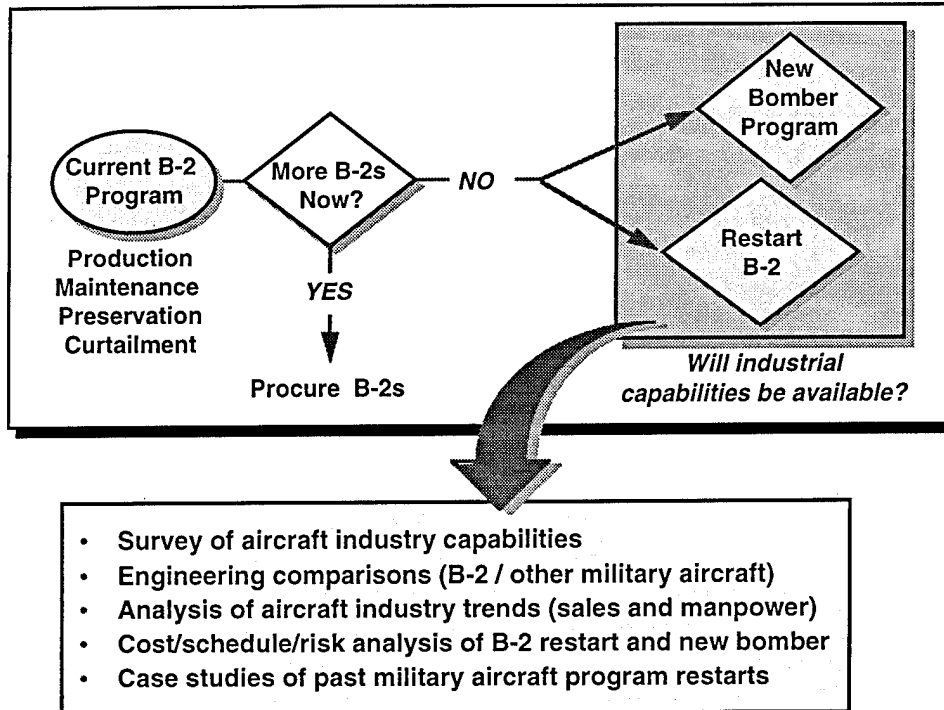 Current B-2
Program
Production
Maintenance
Preservation
Curtailment
More B-2s
Now?
NO
YES
Procure B-2s
New
Bomber
Program
Restart
B-2
Will industrial
capabilities be available?
• Survey of aircraft industry capabilities
• Engineering comparisons (B-2 / other military aircraft)
• Analysis of aircraft industry trends (sales and manpower)
• Cost/schedule/risk analysis of B-2 restart and new bomber
• Case studies of past military aircraft program restarts